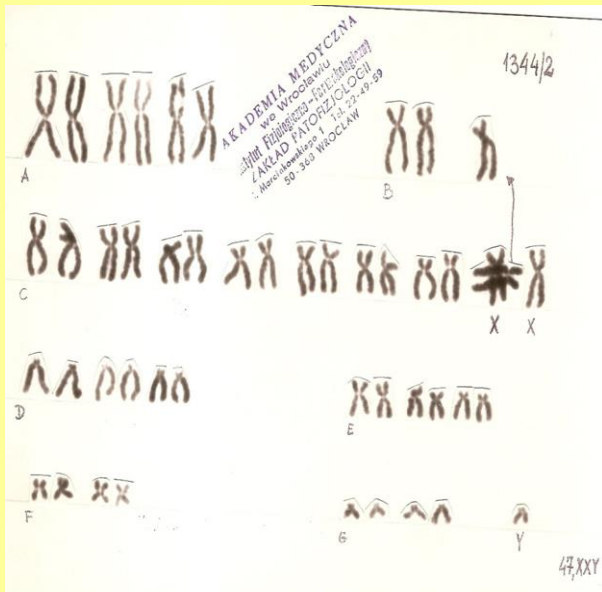 AKADEMIA MEDYCZNA
we Wrocławiu
ZAKŁAD PATOFIZJOLOGII
50-368 WROCŁAW
1344/2
A
B
C
X X
D
E
F
G
Y
47,XXY